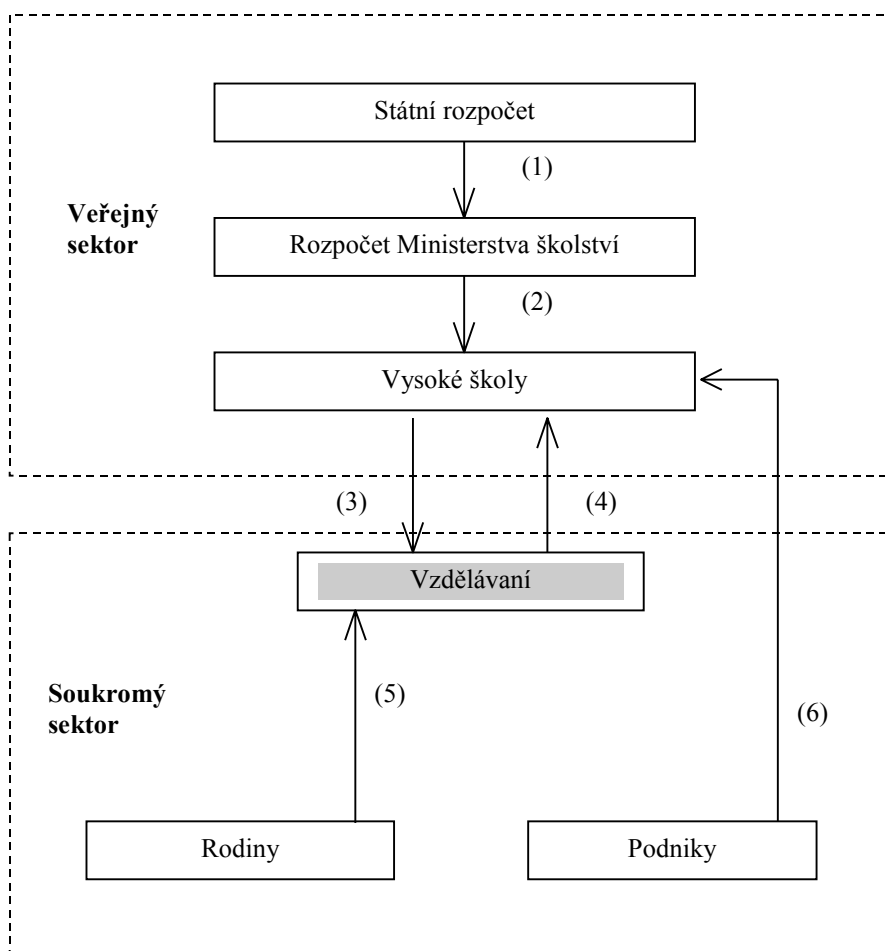 Státní rozpočet
(1)
Veřejný
sektor
Rozpočet Ministerstva školství
(2)
Vysoké školy
(3)
(4)
Vzdělávaní
Soukromý
sektor
(5)
(6)
Rodiny
Podniky